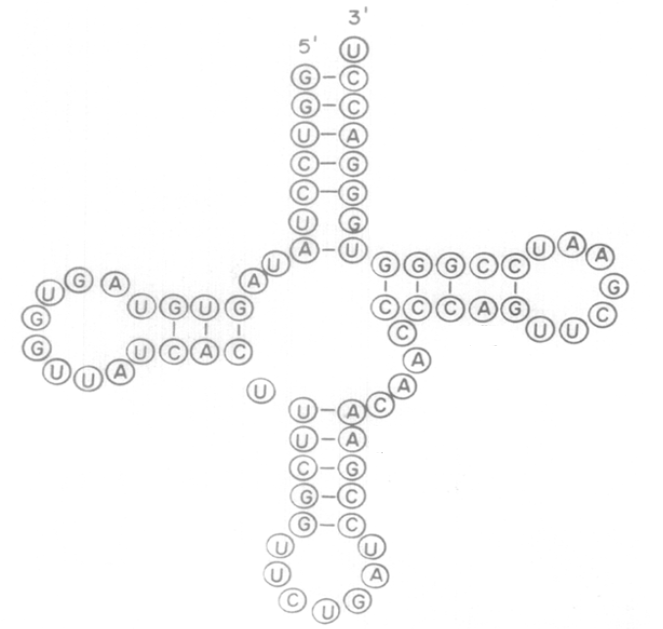 3'
5'
U
G-C
G-C
U-A
C-G
C-G
U G
A-U U A A
U G G G C C
G A A G
U
U G U G C C C A G C
G
C U U
G U C A C
A
U U A
U A
C
U-A
U-A
C-G
G-C
G-C
U U
U A
C U G